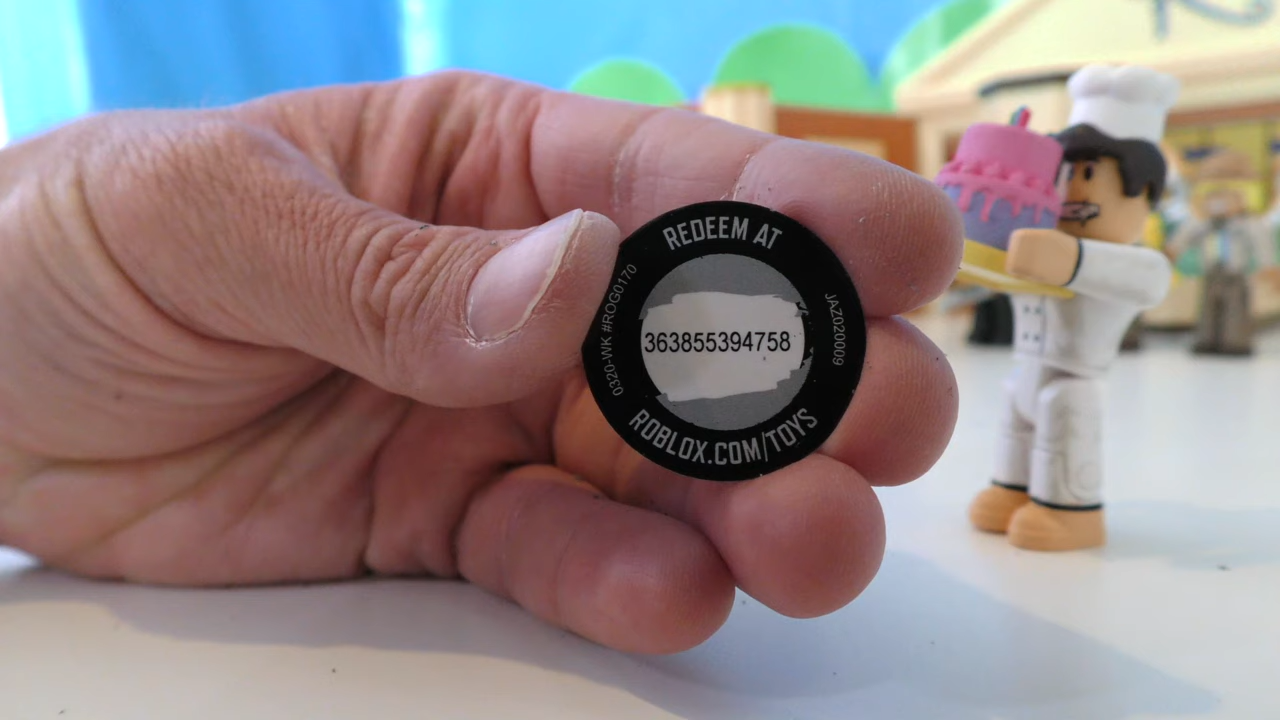 REDEEM AT
0320-WK #ROG0170
363855394758
JAZ020009
ROBLOX.COM/TOYS